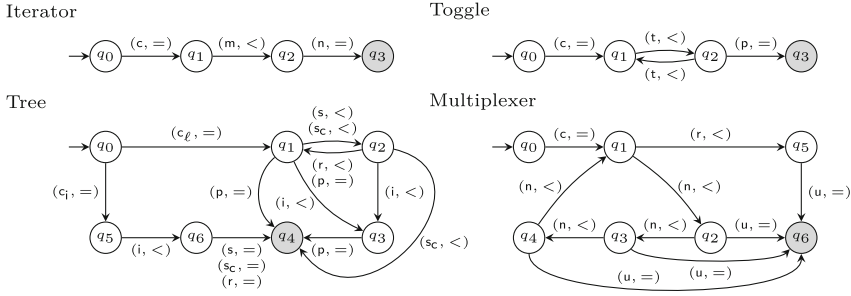 Iterator
q0 (c, =) q1 (m, <) q2 (n, =) q3
Toggle
q0 (c, =) q1 (t, <) (t, <) q2 (p, =) q3
Tree
(s, <)
(sc, <)
q0 (cℓ, =) q1 q2
(r, <)
(p, =)
(ci, =) (p, =) (i, <) (i, <)
q5 (i, <) q6 (s, =) q4 (p, =) q3 (sc, <)
(sc, =)
(r, =)
Multiplexer
q0 (c, =) q1 (r, <) q5
(n, <) (n, <) (u, =)
q4 (n, <) q3 (n, <) q2 (u, =) q6
(u, =) (u, =)